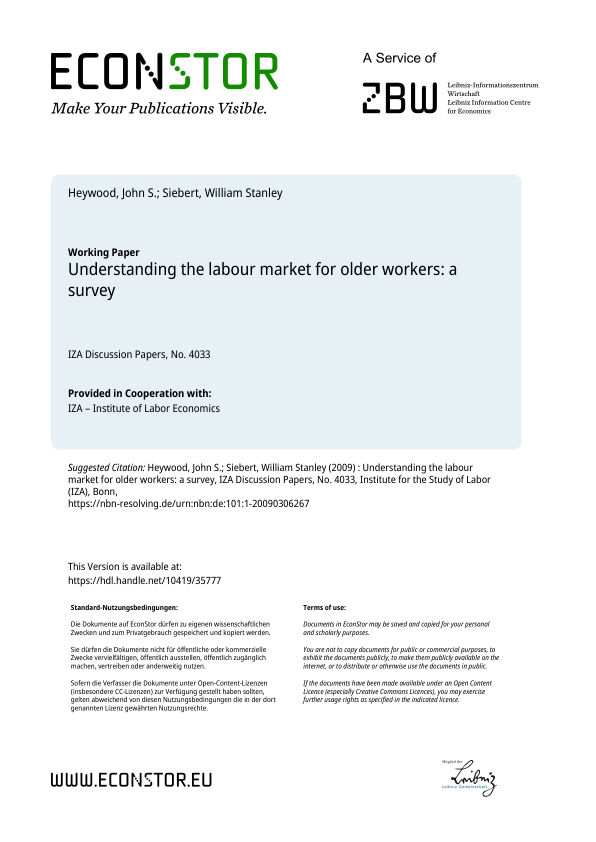 ECONSTOR
Make Your Publications Visible.
A Service of
ZBW
Leibniz-Informationszentrum
Wirtschaft
Leibniz Information Centre
for Economics
Heywood, John S.; Siebert, William Stanley
Working Paper
Understanding the labour market for older workers: a
survey
IZA Discussion Papers, No. 4033
Provided in Cooperation with:
IZA – Institute of Labor Economics
Suggested Citation: Heywood, John S.; Siebert, William Stanley (2009) : Understanding the labour
market for older workers: a survey, IZA Discussion Papers, No. 4033, Institute for the Study of Labor
(IZA), Bonn,
https://nbn-resolving.de/urn:nbn:de:101:1-20090306267
This Version is available at:
https://hdl.handle.net/10419/35777
Standard-Nutzungsbedingungen:
Die Dokumente auf EconStor dürfen zu eigenen wissenschaftlichen
Zwecken und zum Privatgebrauch gespeichert und kopiert werden.
Sie dürfen die Dokumente nicht für öffentliche oder kommerzielle
Zwecke vervielfältigen, öffentlich ausstellen, öffentlich zugänglich
machen, vertreiben oder anderweitig nutzen.
Sofern die Verfasser die Dokumente unter Open-Content-Lizenzen
(insbesondere CC-Lizenzen) zur Verfügung gestellt haben sollten,
gelten abweichend von diesen Nutzungsbedingungen die in der dort
genannten Lizenz gewährten Nutzungsrechte.
Terms of use:
Documents in EconStor may be saved and copied for your personal
and scholarly purposes.
You are not to copy documents for public or commercial purposes, to
exhibit the documents publicly, to make them publicly available on the
internet, or to distribute or otherwise use the documents in public.
If the documents have been made available under an Open Content
Licence (especially Creative Commons Licences), you may exercise
further usage rights as specified in the indicated licence.
WWW.ECONSTOR.EU
Mitglied der
Leibniz
Leibniz-Gemeinschaft